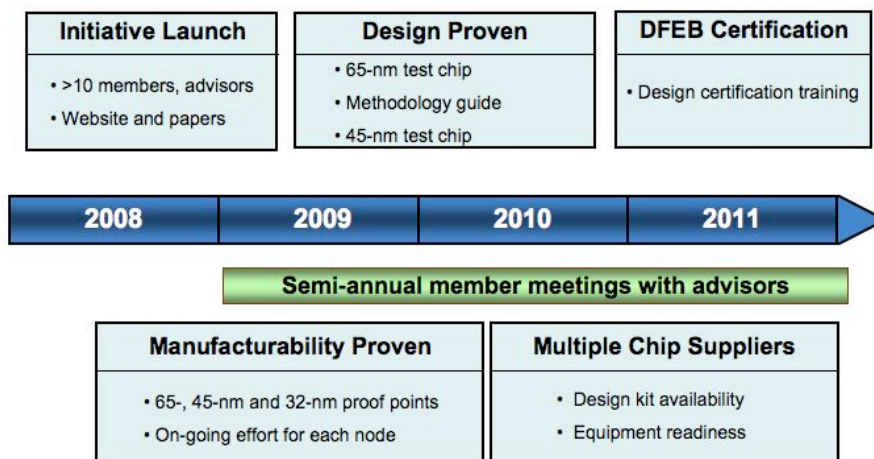 Initiative Launch
• >10 members, advisors
• Website and papers
Design Proven
• 65-nm test chip
• Methodology guide
• 45-nm test chip
DFEB Certification
• Design certification training
2008 2009 2010 2011
Semi-annual member meetings with advisors
Manufacturability Proven
• 65-, 45-nm and 32-nm proof points
• On-going effort for each node
Multiple Chip Suppliers
• Design kit availability
• Equipment readiness